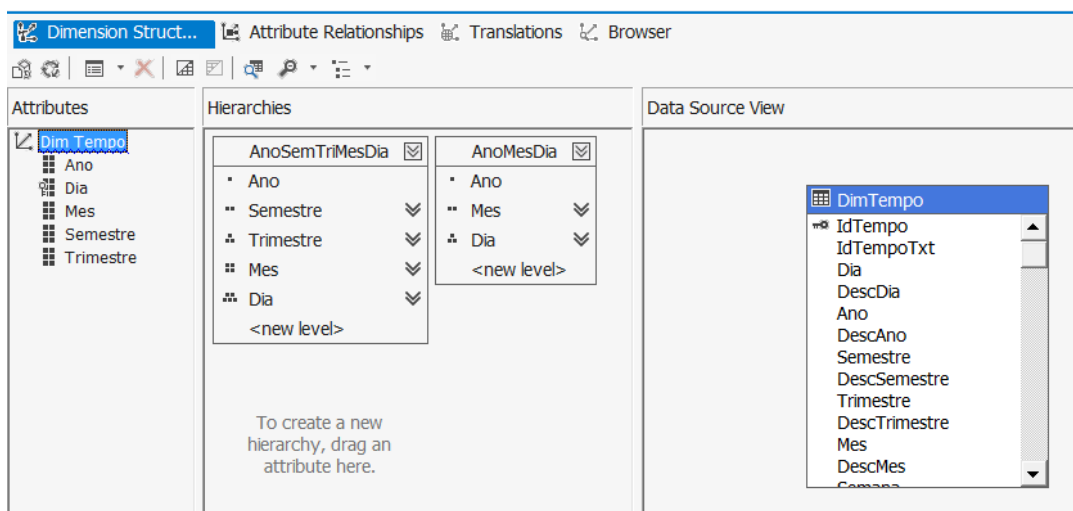 Dimension Struct... Attribute Relationships Translations Browser
Attributes
Dim Tempo
Ano
Dia
Mes
Semestre
Trimestre
Hierarchies
AnoSemTriMesDia
Ano
Semestre
Trimestre
Mes
Dia
<new level>
AnoMesDia
Ano
Mes
Dia
<new level>
To create a new
hierarchy, drag an
attribute here.
Data Source View
DimTempo
IdTempo
IdTempoTxt
Dia
DescDia
Ano
DescAno
Semestre
DescSemestre
Trimestre
DescTrimestre
Mes
DescMes
Semana